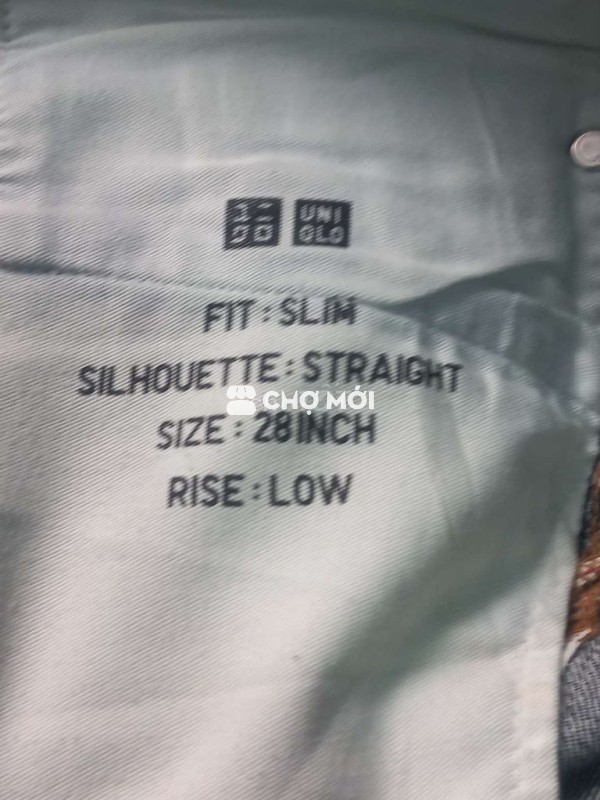 ユニ UNI
クロ QLO
FIT : SLIM
SILHOUETTE : STRAIGHT
CHỢ MỚI
SIZE : 28 INCH
RISE : LOW